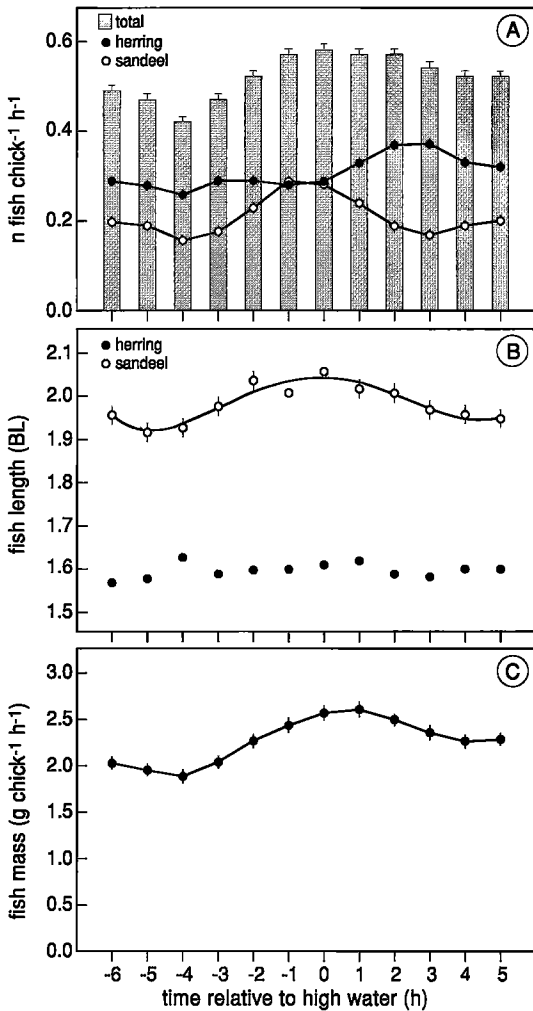 total
herring
sandeel
A
n fish chick-1 h-1
0.6
0.4
0.2
0.0
herring
sandeel
B
fish length (BL)
2.1
2.0
1.9
1.8
1.7
1.6
1.5
C
fish mass (g chick-1 h-1)
3.0
2.5
2.0
1.5
1.0
0.5
0.0
-6 -5 -4 -3 -2 -1 0 1 2 3 4 5
time relative to high water (h)